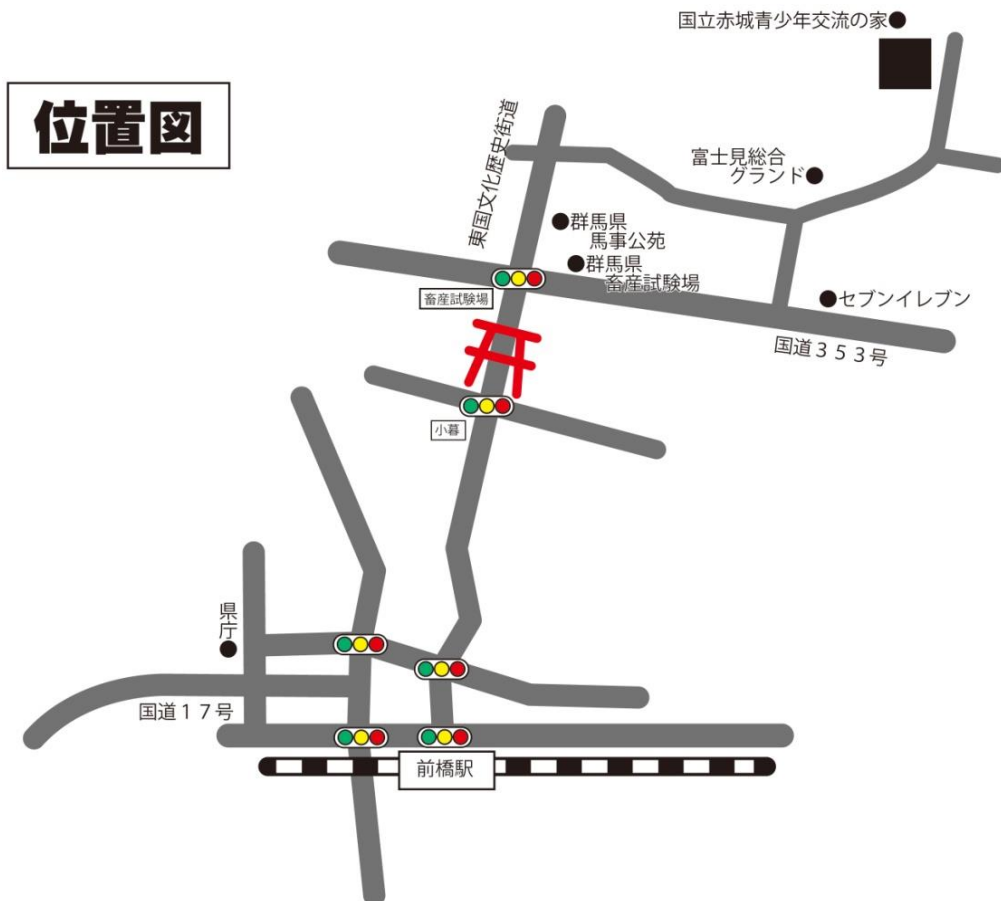 位置図
国立赤城青少年交流の家
東国文化歴史街道
富士見総合
グランド
群馬県
馬事公苑
群馬県
畜産試験場
畜産試験場
セブンイレブン
国道３５３号
小暮
県庁
国道１７号
前橋駅